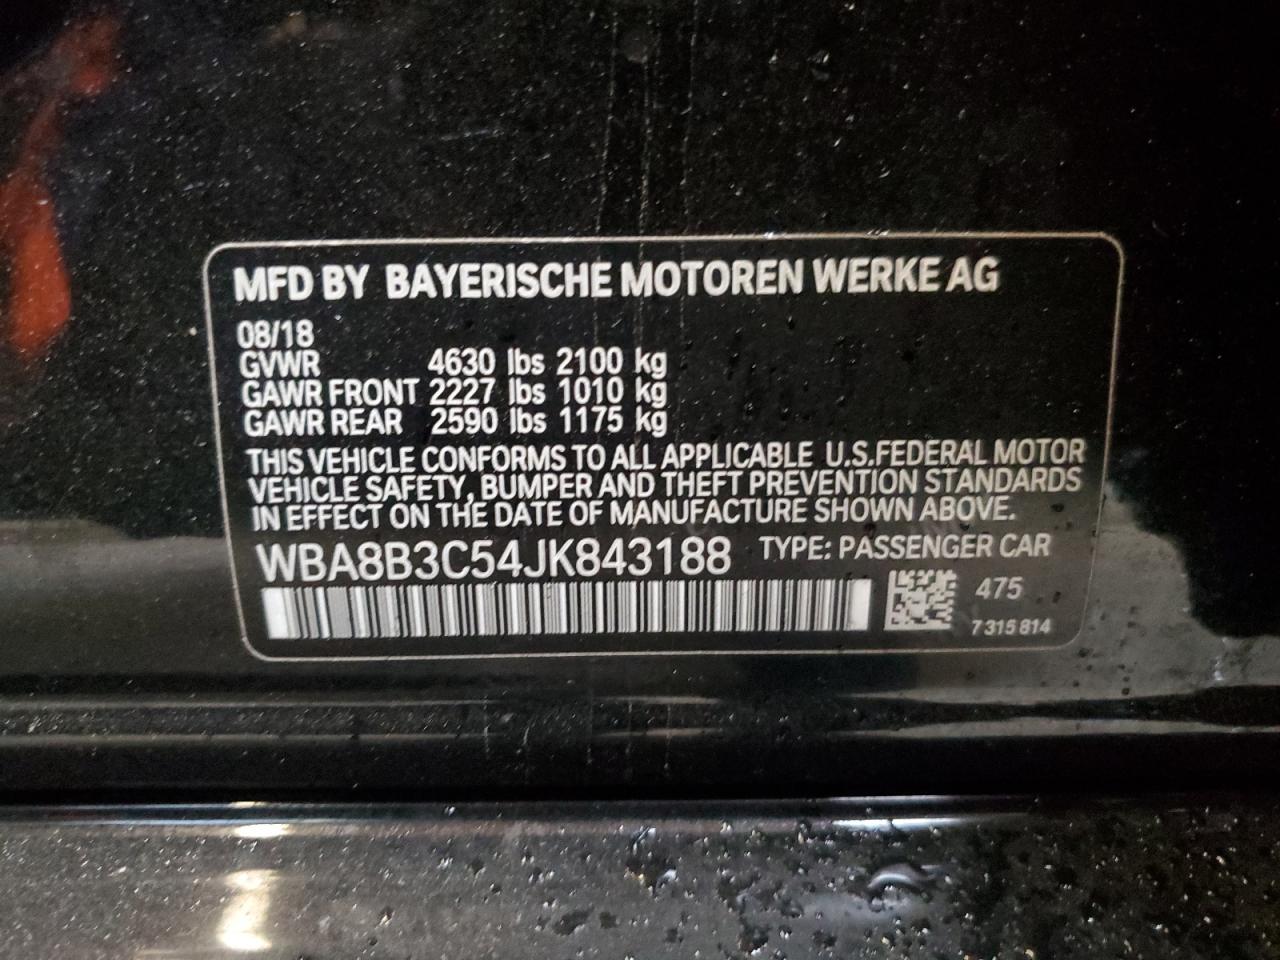 MFD BY BAYERISCHE MOTOREN WERKE AG
08/18
GVWR 4630 lbs 2100 kg
GAWR FRONT 2227 lbs 1010 kg
GAWR REAR 2590 lbs 1175 kg
THIS VEHICLE CONFORMS TO ALL APPLICABLE U.S.FEDERAL MOTOR
VEHICLE SAFETY, BUMPER AND THEFT PREVENTION STANDARDS
IN EFFECT ON THE DATE OF MANUFACTURE SHOWN ABOVE.
WBA8B3C54JK843188 TYPE: PASSENGER CAR
475
7 315 814